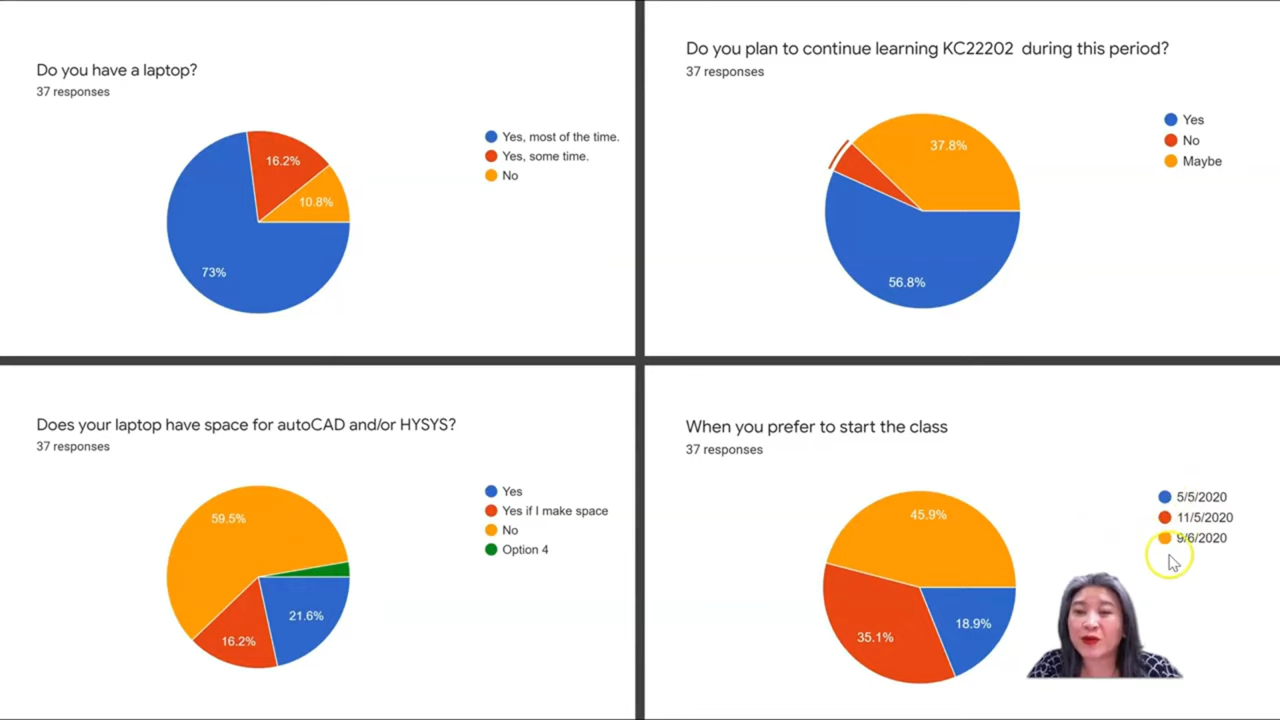 Do you have a laptop?
37 responses
Yes, most of the time.
Yes, some time.
No
16.2%
10.8%
73%
Do you plan to continue learning KC22202 during this period?
37 responses
Yes
No
Maybe
37.8%
56.8%
Does your laptop have space for autoCAD and/or HYSYS?
37 responses
Yes
Yes if I make space
No
Option 4
59.5%
21.6%
16.2%
When you prefer to start the class
37 responses
5/5/2020
11/5/2020
9/6/2020
45.9%
18.9%
35.1%